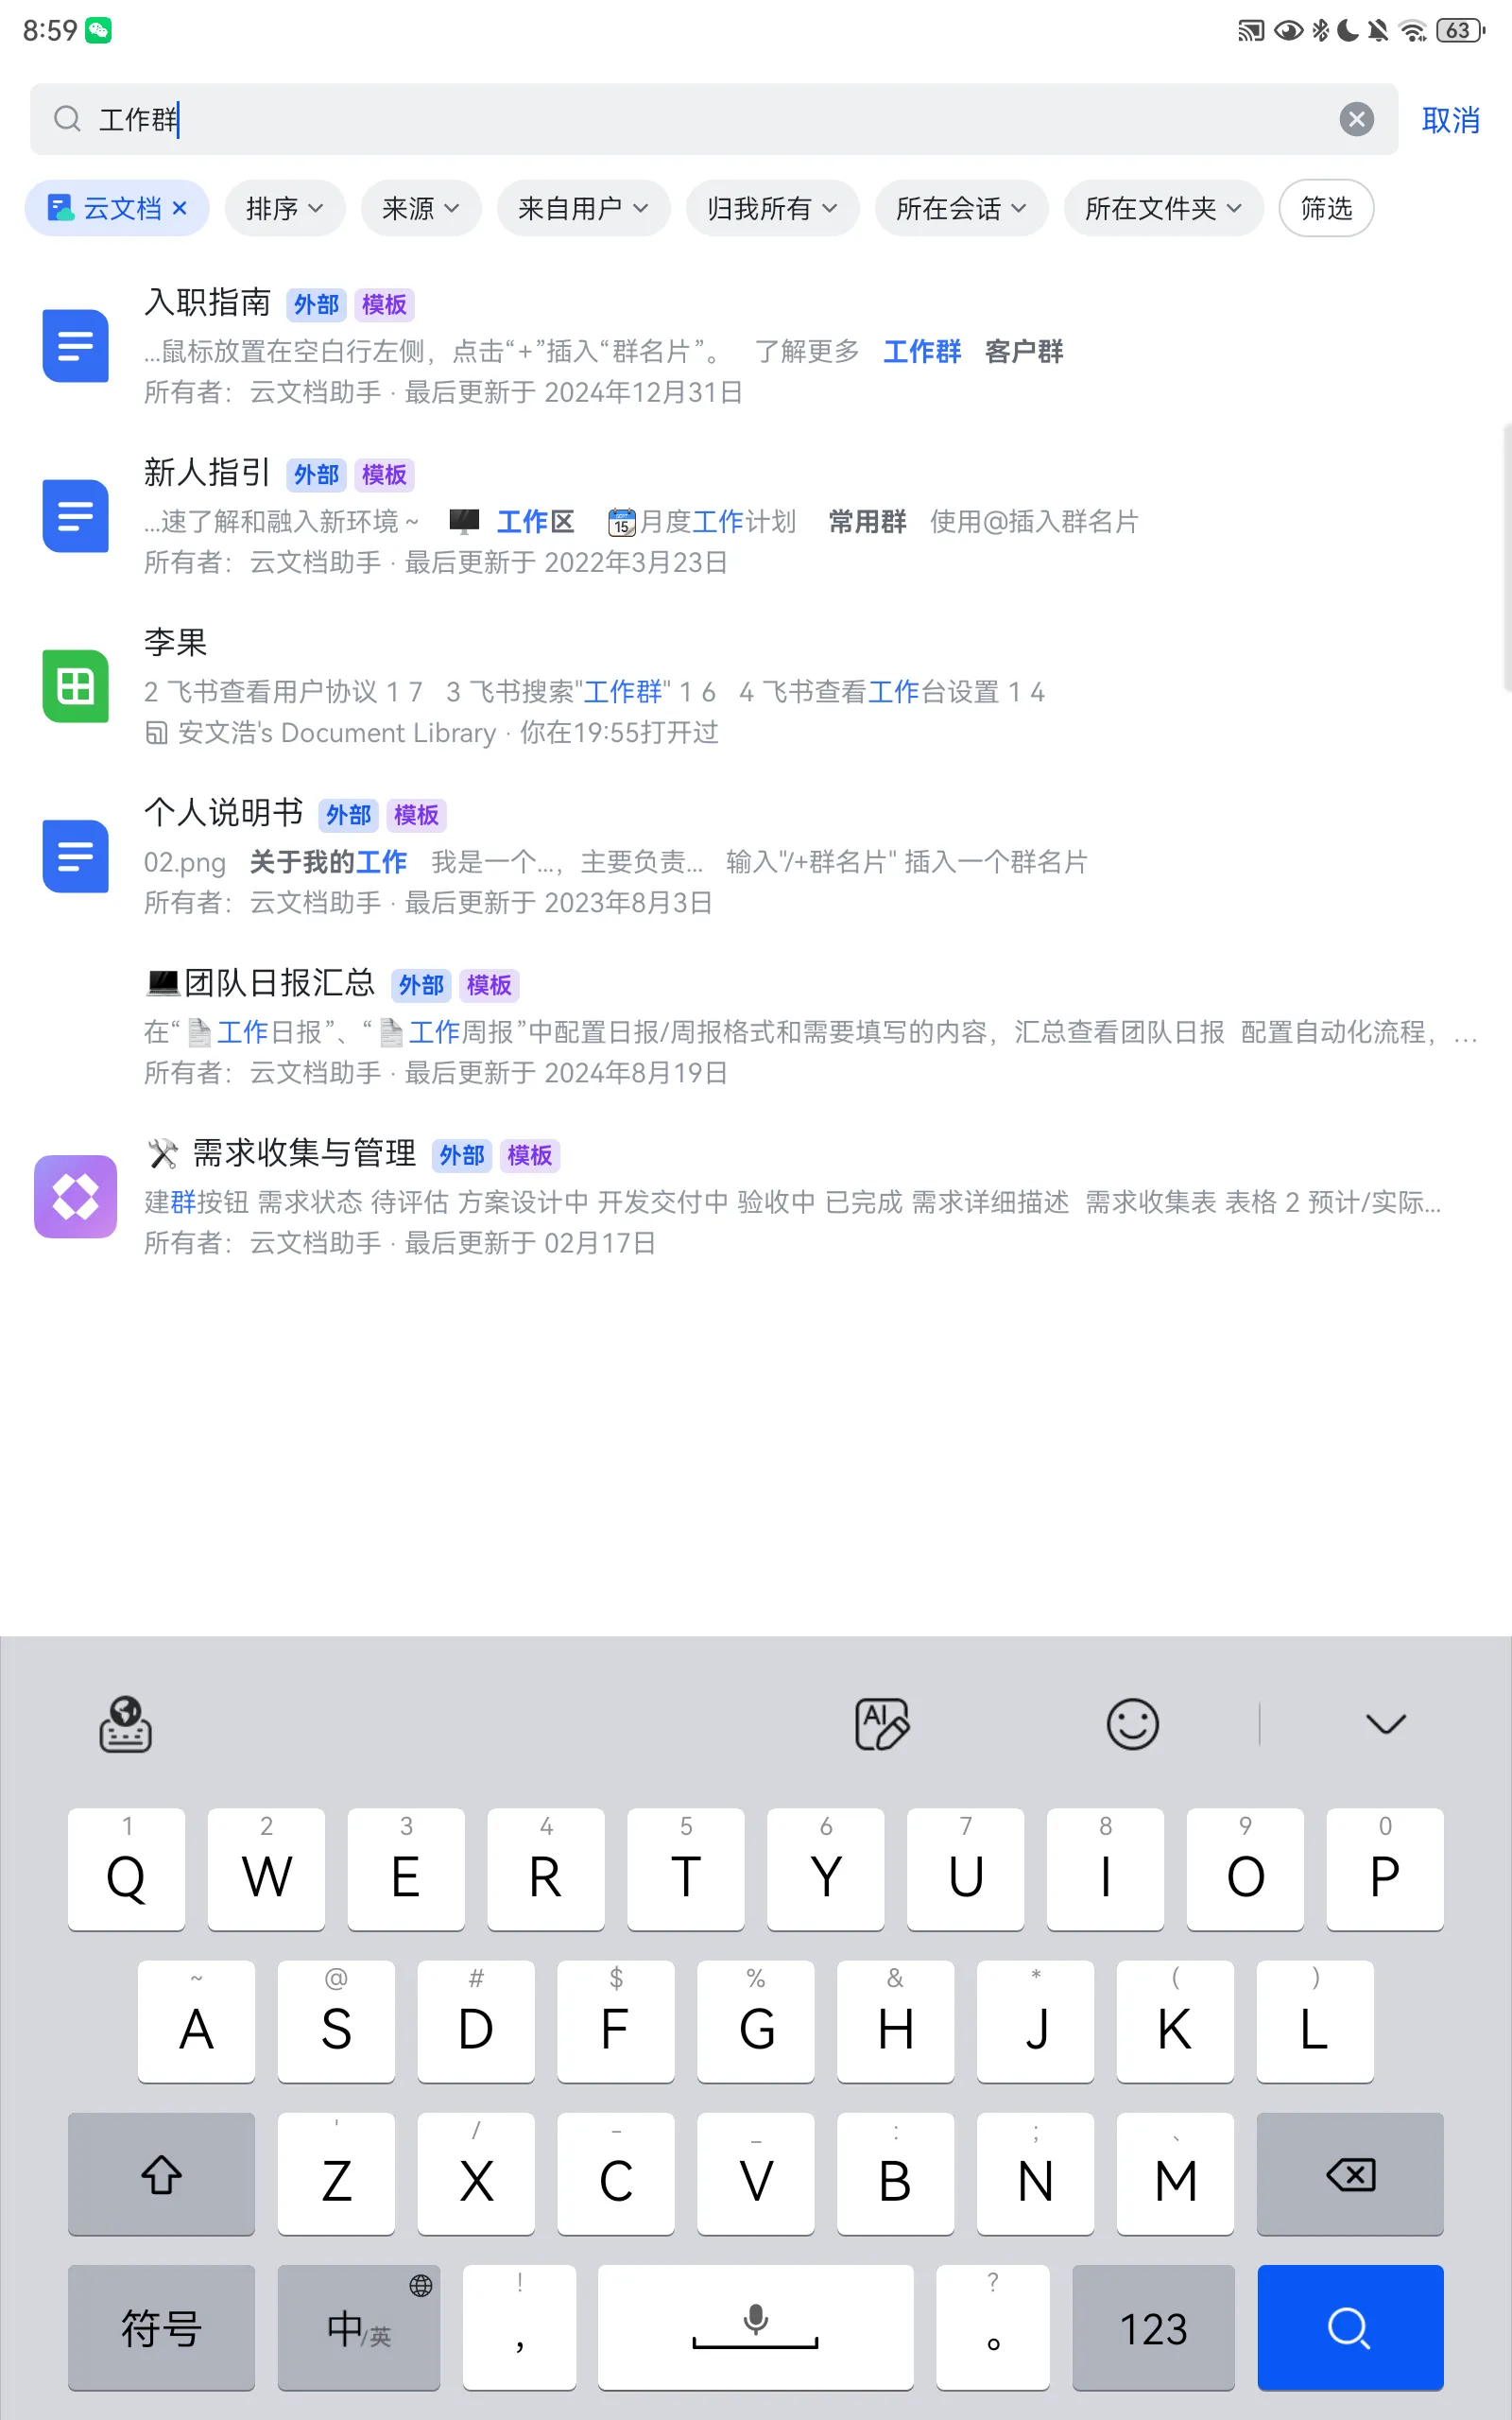 8:59 63
工作群 取消
云文档 排序 来源 来自用户 归我所有 所在会话 所在文件夹 筛选
入职指南 外部 模板
...鼠标放置在空白行左侧，点击“+”插入“群名片”。 了解更多 工作群 客户群
所有者：云文档助手 · 最后更新于 2024年12月31日
新人指引 外部 模板
...速了解和融入新环境 ~ 工作区 15 月度工作计划 常用群 使用@插入群名片
所有者：云文档助手 · 最后更新于 2022年3月23日
李果
2 飞书查看用户协议 1 7 3 飞书搜索"工作群" 1 6 4 飞书查看工作台设置 1 4
安文浩's Document Library · 你在19:55打开过
个人说明书 外部 模板
02.png 关于我的工作 我是一个...，主要负责... 输入"/+群名片" 插入一个群名片
所有者：云文档助手 · 最后更新于 2023年8月3日
团队日报汇总 外部 模板
在“工作日报”、“工作周报”中配置日报/周报格式和需要填写的内容，汇总查看团队日报 配置自动化流程，...
所有者：云文档助手 · 最后更新于 2024年8月19日
需求收集与管理 外部 模板
建群按钮 需求状态 待评估 方案设计中 开发交付中 验收中 已完成 需求详细描述 需求收集表 表格 2 预计/实际...
所有者：云文档助手 · 最后更新于 02月17日
AI
1 2 3 4 5 6 7 8 9 0
Q W E R T Y U I O P
~ @ # $ % & * ( )
A S D F G H J K L
' / - _ : ; 、
Z X C V B N M
! ?
符号 中/英 , 。 123